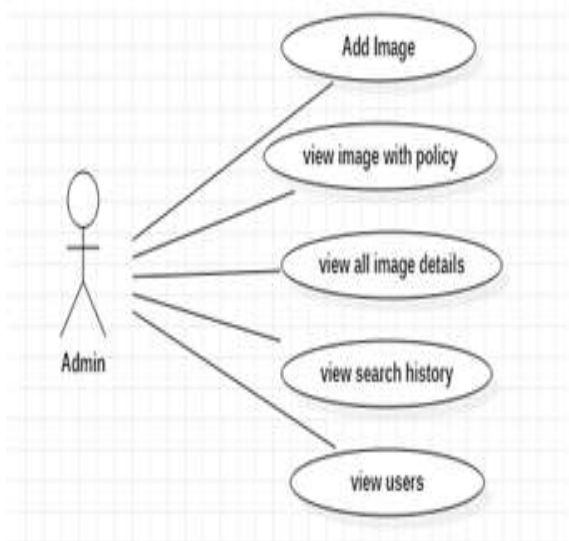 Add Image
view image with policy
view all image details
view search history
view users
Admin